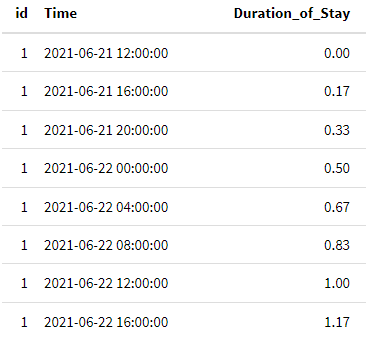 id Time Duration_of_Stay
1 2021-06-21 12:00:00 0.00
1 2021-06-21 16:00:00 0.17
1 2021-06-21 20:00:00 0.33
1 2021-06-22 00:00:00 0.50
1 2021-06-22 04:00:00 0.67
1 2021-06-22 08:00:00 0.83
1 2021-06-22 12:00:00 1.00
1 2021-06-22 16:00:00 1.17